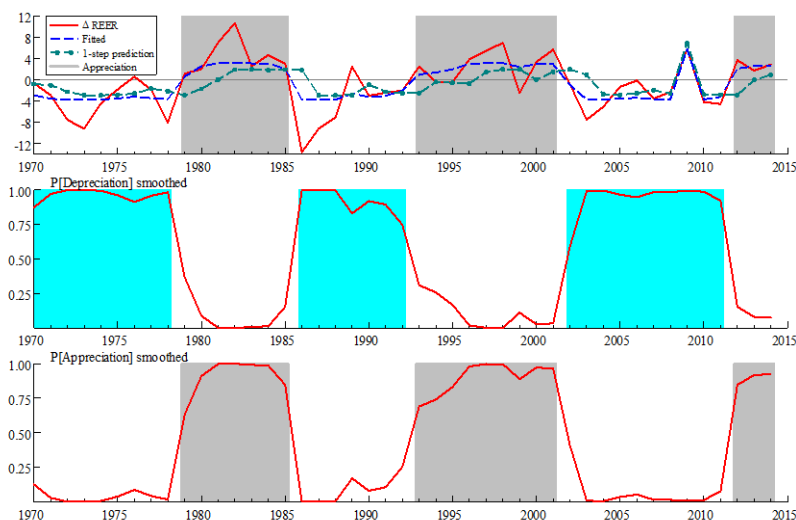 Δ REER
Fitted
1-step prediction
Appreciation
12
8
4
0
-4
-8
-12
1970 1975 1980 1985 1990 1995 2000 2005 2010 2015
P[Depreciation] smoothed
1.00
0.75
0.50
0.25
1970 1975 1980 1985 1990 1995 2000 2005 2010 2015
P[Appreciation] smoothed
1.00
0.75
0.50
0.25
1970 1975 1980 1985 1990 1995 2000 2005 2010 2015